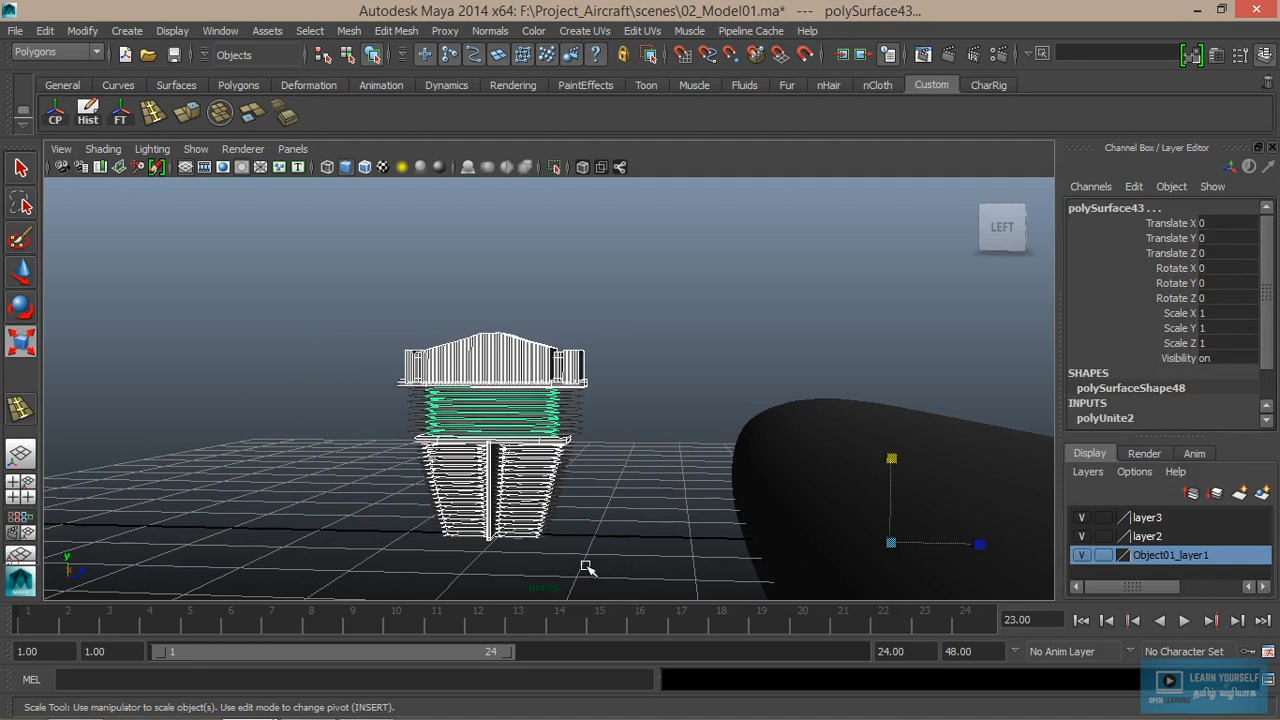 Autodesk Maya 2014 x64: F:\Project_Aircraft\scenes\02_Model01.ma* --- polySurface43...
File Edit Modify Create Display Window Assets Select Mesh Edit Mesh Proxy Normals Color Create UVs Edit UVs Muscle Pipeline Cache Help
Polygons Objects
General Curves Surfaces Polygons Deformation Animation Dynamics Rendering PaintEffects Toon Muscle Fluids Fur nHair nCloth Custom CharRig
CP Hist FT
View Shading Lighting Show Renderer Panels
Channel Box / Layer Editor
Channels Edit Object Show
polySurface43...
Translate X 0
Translate Y 0
Translate Z 0
Rotate X 0
Rotate Y 0
Rotate Z 0
Scale X 1
Scale Y 1
Scale Z 1
Visibility on
SHAPES
polySurfaceShape48
INPUTS
polyUnite2
LEFT
Display Render Anim
Layers Options Help
V layer3
V layer2
V Object01_layer1
y
persp
1 2 3 4 5 6 7 8 9 10 11 12 13 14 15 16 17 18 19 20 21 22 23 24
23.00
1.00 1.00 1 24 24.00 48.00 No Anim Layer No Character Set
MEL
LEARN YOURSELF
தமிழ் வழியாக
OPEN LEARNING
Scale Tool: Use manipulator to scale object(s). Use edit mode to change pivot (INSERT).